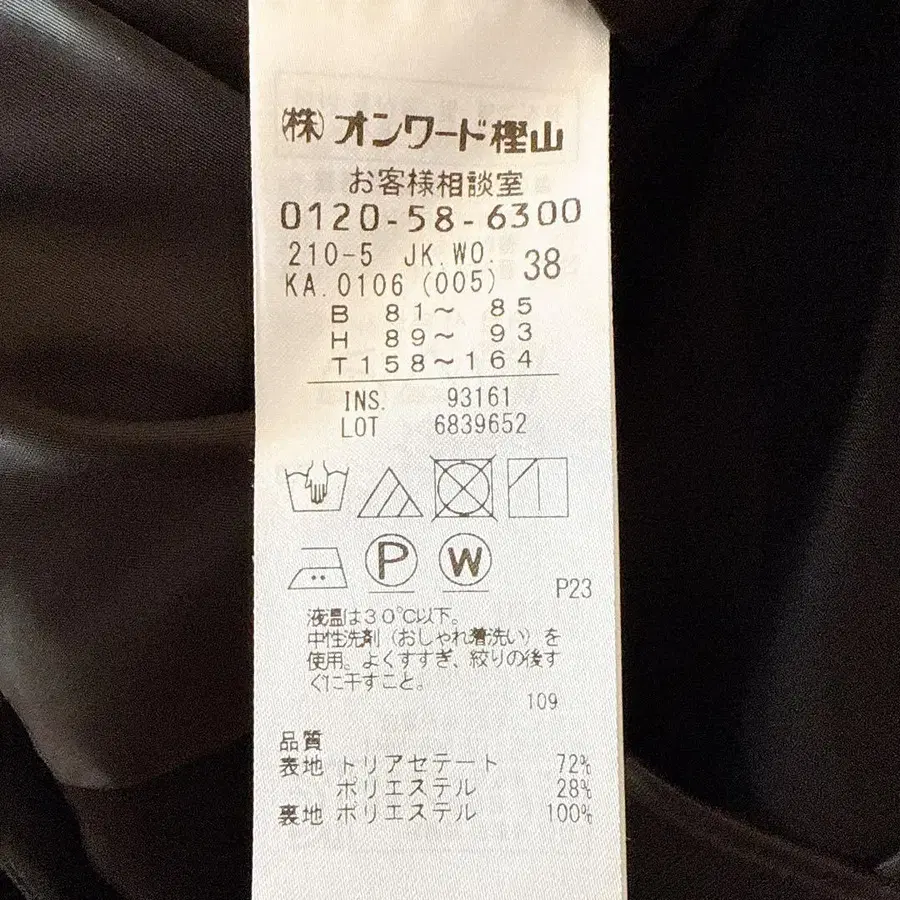 (株)オンワード樫山
お客様相談室
0120-58-6300
210-5 JK.WO. 38
KA.0106 (005)
B 81〜 85
H 89〜 93
T158〜164
INS. 93161
LOT 6839652
P W
P23
液温は30℃以下。
中性洗剤(おしゃれ着洗い)を
使用。よくすすぎ、絞りの後す
ぐに干すこと。
109
品質
表地 トリアセテート 72%
ポリエステル 28%
裏地 ポリエステル 100%